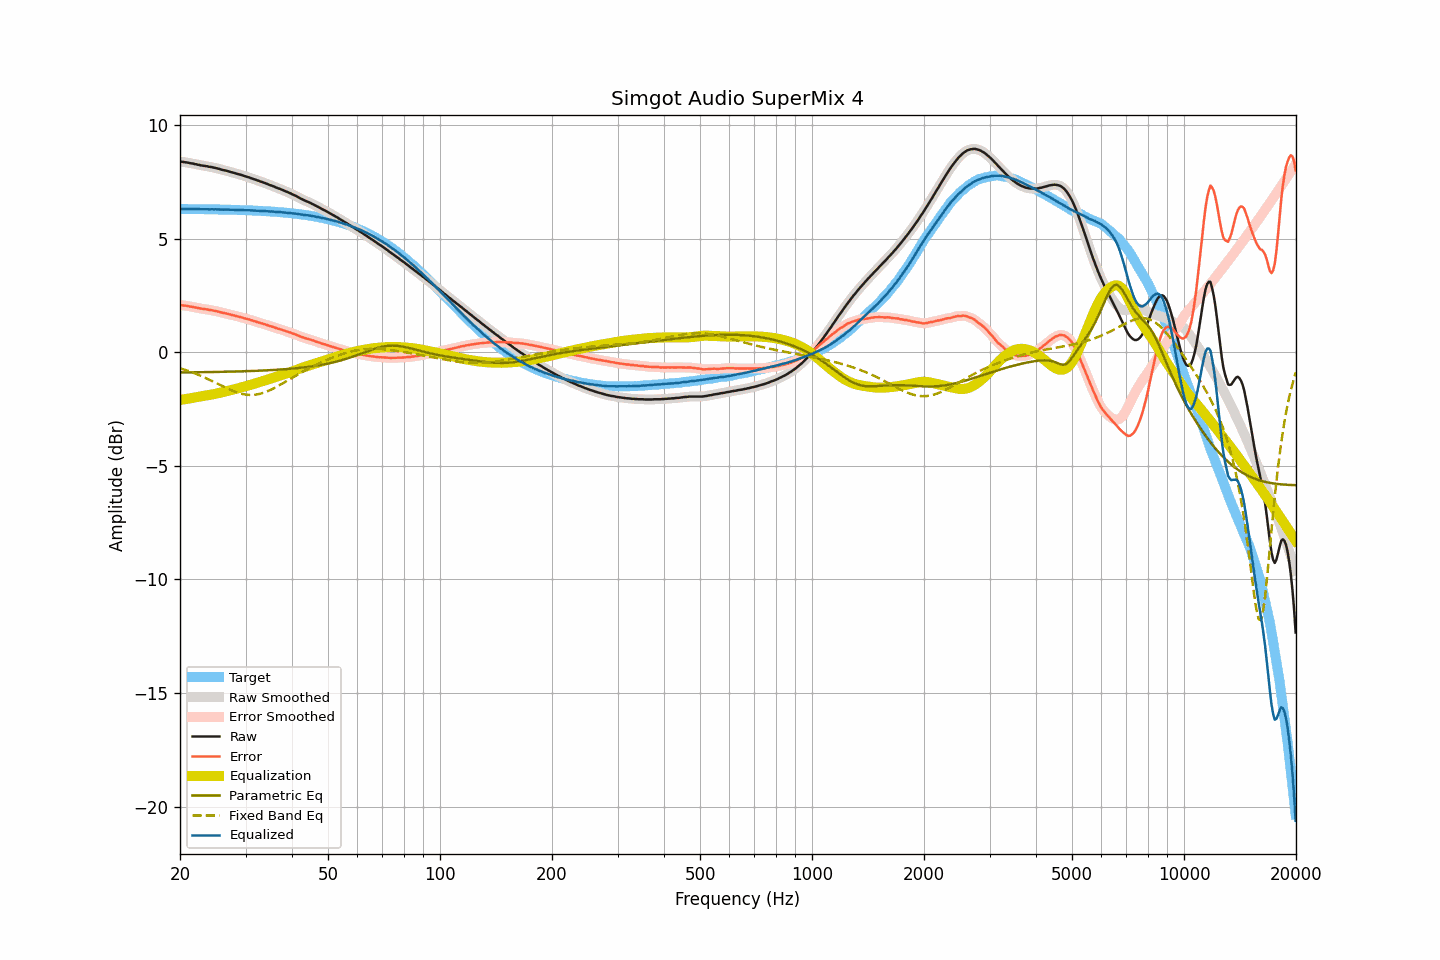 Simgot Audio SuperMix 4
10
5
0
−5
−10
−15
−20
Amplitude (dBr)
Target
Raw Smoothed
Error Smoothed
Raw
Error
Equalization
Parametric Eq
Fixed Band Eq
Equalized
20 50 100 200 500 1000 2000 5000 10000 20000
Frequency (Hz)